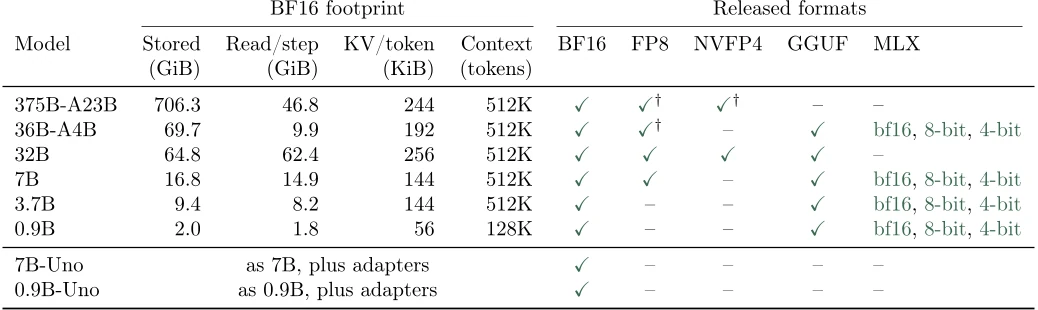 BF16 footprint Released formats
Model Stored Read/step KV/token Context BF16 FP8 NVFP4 GGUF MLX
(GiB) (GiB) (KiB) (tokens)
375B-A23B 706.3 46.8 244 512K ✓ ✓† ✓† – –
36B-A4B 69.7 9.9 192 512K ✓ ✓† – ✓ bf16, 8-bit, 4-bit
32B 64.8 62.4 256 512K ✓ ✓ ✓ ✓ –
7B 16.8 14.9 144 512K ✓ ✓ – ✓ bf16, 8-bit, 4-bit
3.7B 9.4 8.2 144 512K ✓ – – ✓ bf16, 8-bit, 4-bit
0.9B 2.0 1.8 56 128K ✓ – – ✓ bf16, 8-bit, 4-bit
7B-Uno as 7B, plus adapters ✓ – – – –
0.9B-Uno as 0.9B, plus adapters ✓ – – – –